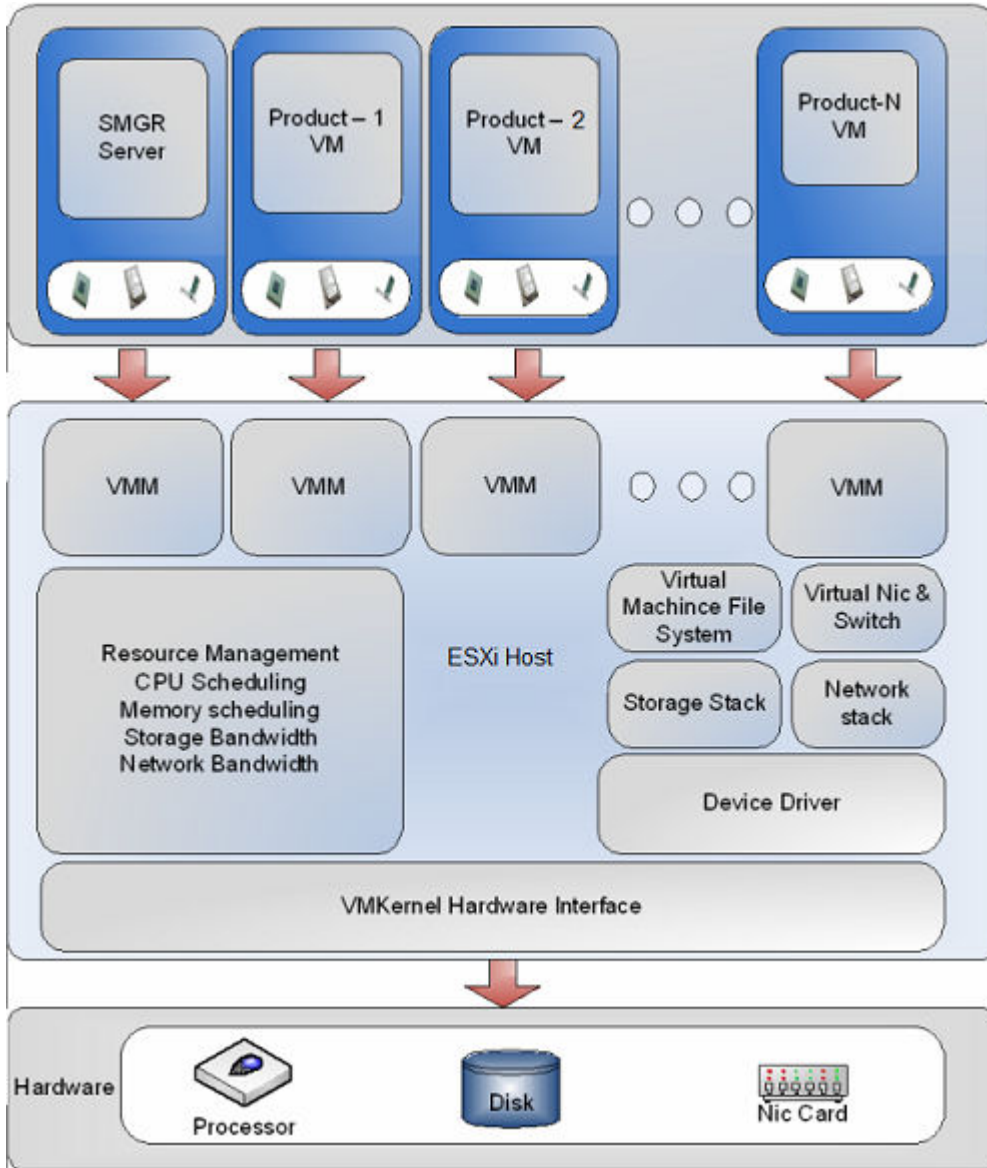 SMGR
Server
Product – 1
VM
Product – 2
VM
Product-N
VM
VMM
VMM
VMM
VMM
Resource Management
CPU Scheduling
Memory scheduling
Storage Bandwidth
Network Bandwidth
ESXi Host
Virtual
Machince File
System
Virtual Nic &
Switch
Storage Stack
Network
stack
Device Driver
VMKernel Hardware Interface
Hardware
Processor
Disk
Nic Card